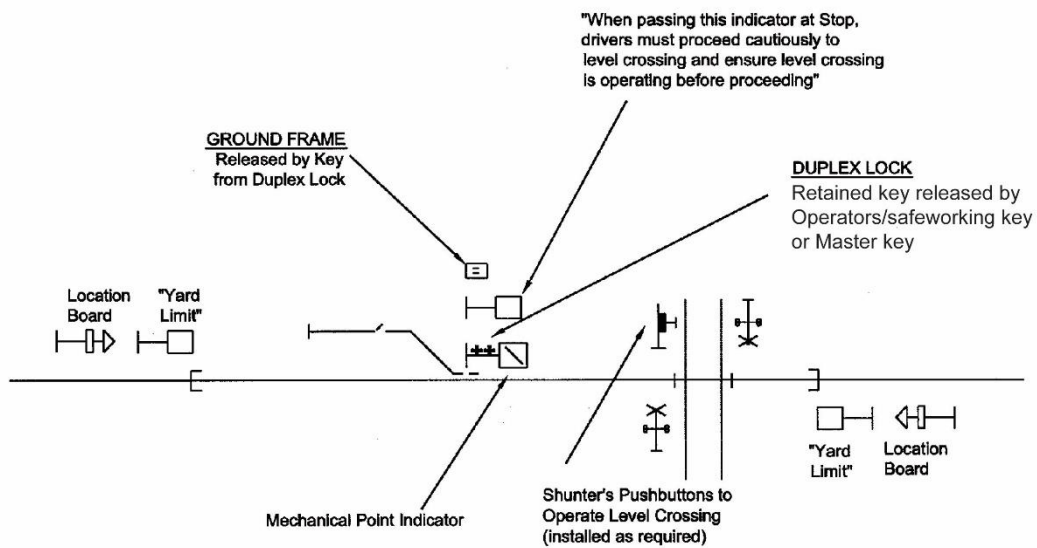 "When passing this indicator at Stop,
drivers must proceed cautiously to
level crossing and ensure level crossing
is operating before proceeding"
GROUND FRAME
Released by Key
from Duplex Lock
DUPLEX LOCK
Retained key released by
Operators/safeworking key
or Master key
Location
Board
"Yard
Limit"
"Yard
Limit"
Location
Board
Mechanical Point Indicator
Shunter's Pushbuttons to
Operate Level Crossing
(installed as required)